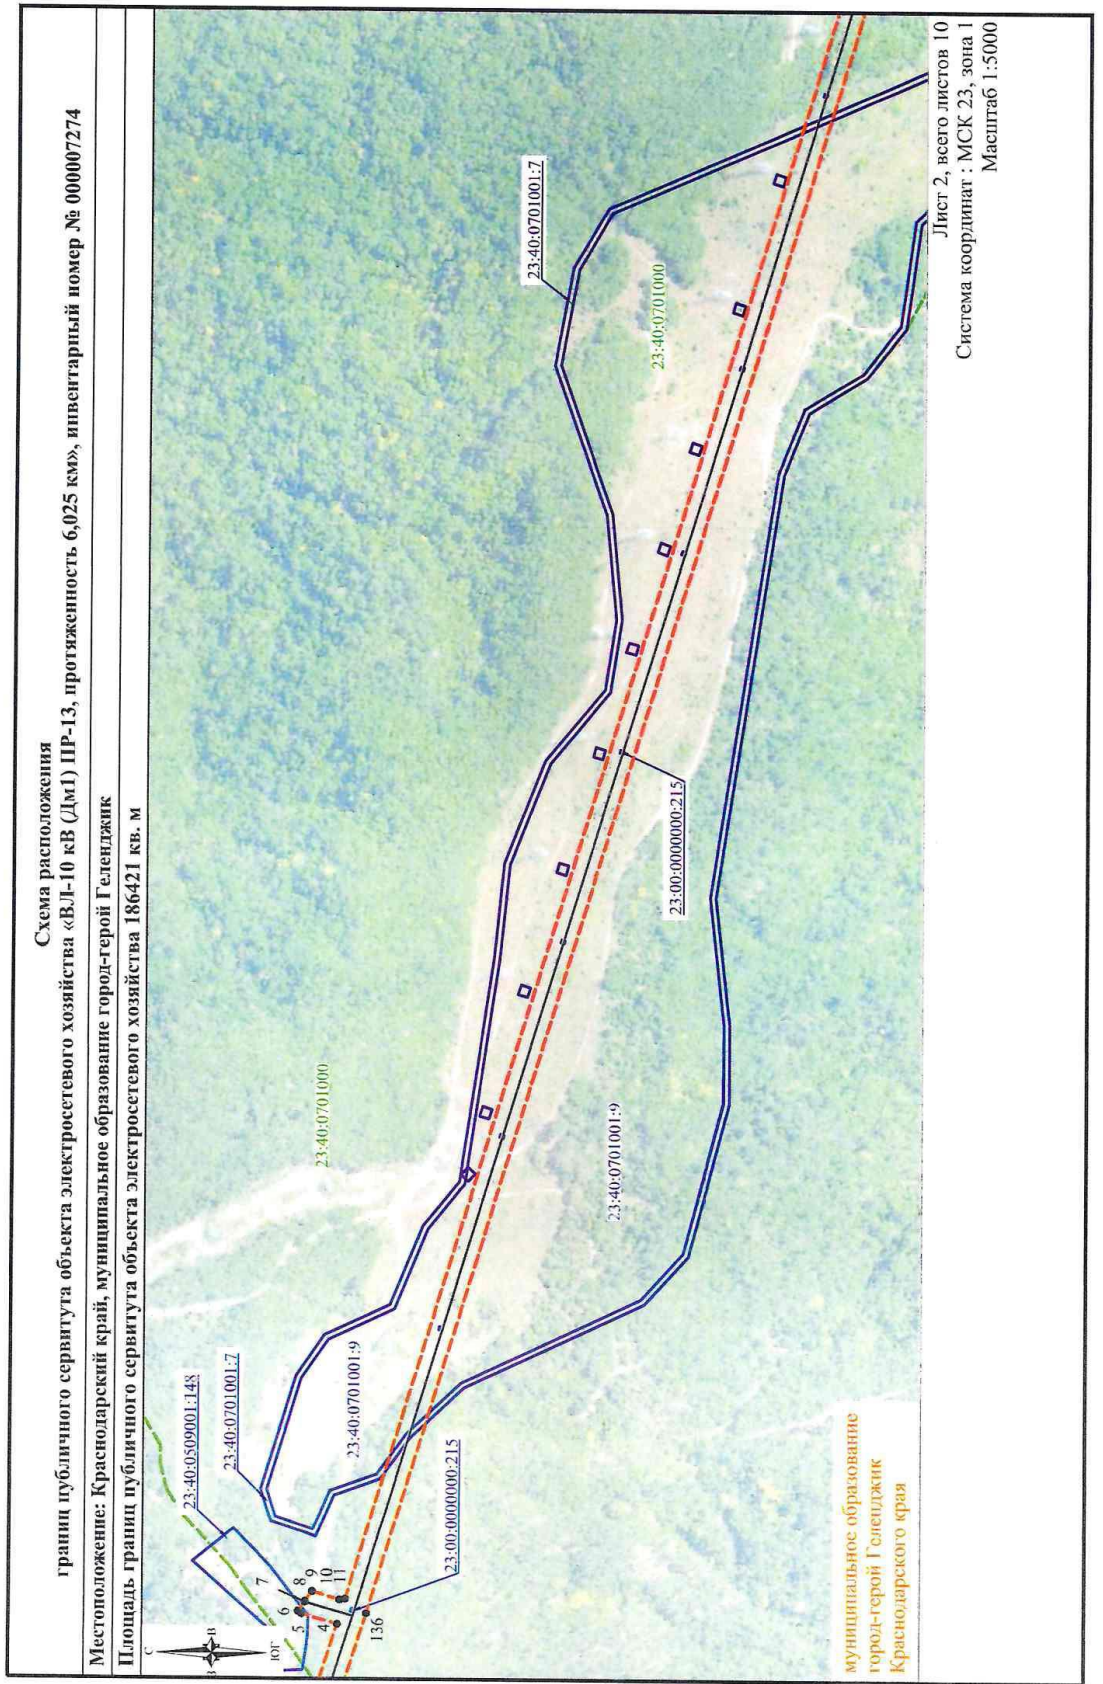 Схема расположения
границ публичного сервитута объекта электросетевого хозяйства «ВЛ-10 кВ (Дм1) ПР-13, протяженность 6,025 км», инвентарный номер № 000007274
Местоположение: Краснодарский край, муниципальное образование город-герой Геленджик
Площадь границ публичного сервитута объекта электросетевого хозяйства 186421 кв. м
С
З
В
ЮГ
23:40:0509001:148
23:40:0701001:7
23:40:0701001:9
7
6
8
9
5
10
4
11
136
23:00:0000000:215
23:40:0701000
23:40:0701001:9
23:00:0000000:215
23:40:0701001:7
23:40:0701000
муниципальное образование
город-герой Геленджик
Краснодарского края
Лист 2, всего листов 10
Система координат : МСК 23, зона 1
Масштаб 1:5000